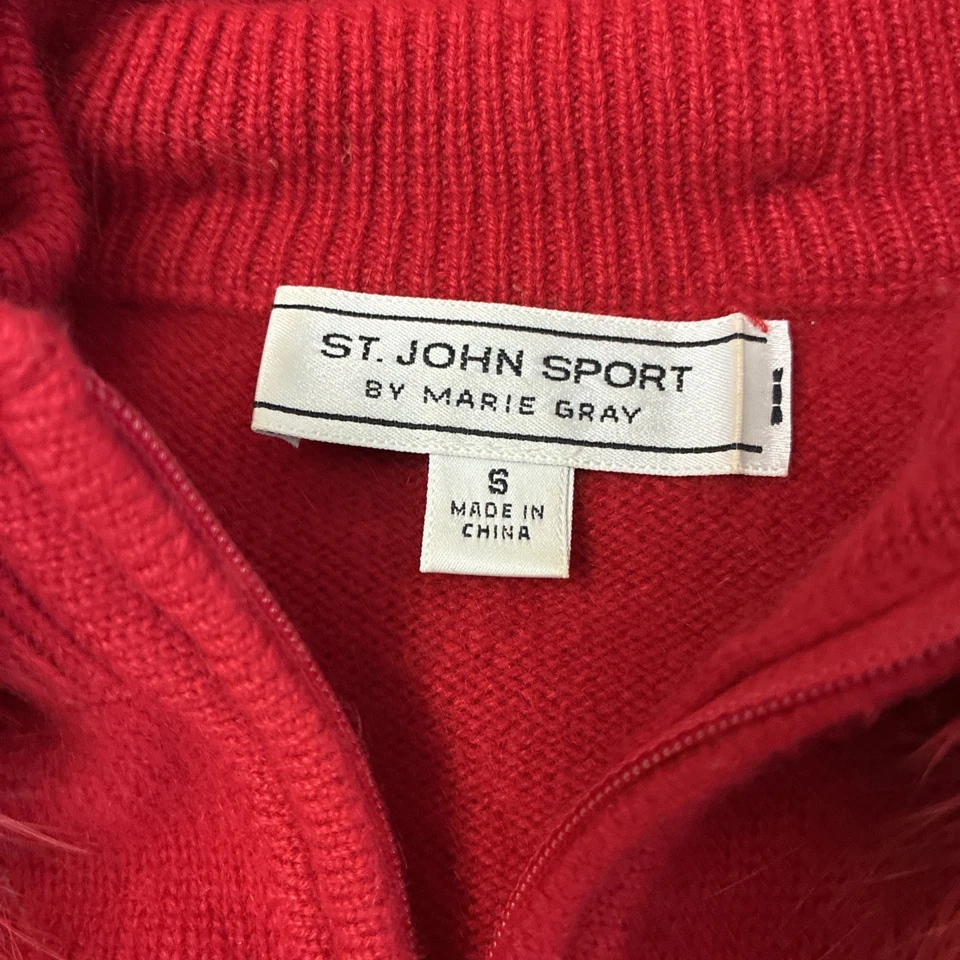 ST. JOHN SPORT
BY MARIE GRAY
S
MADE IN
CHINA